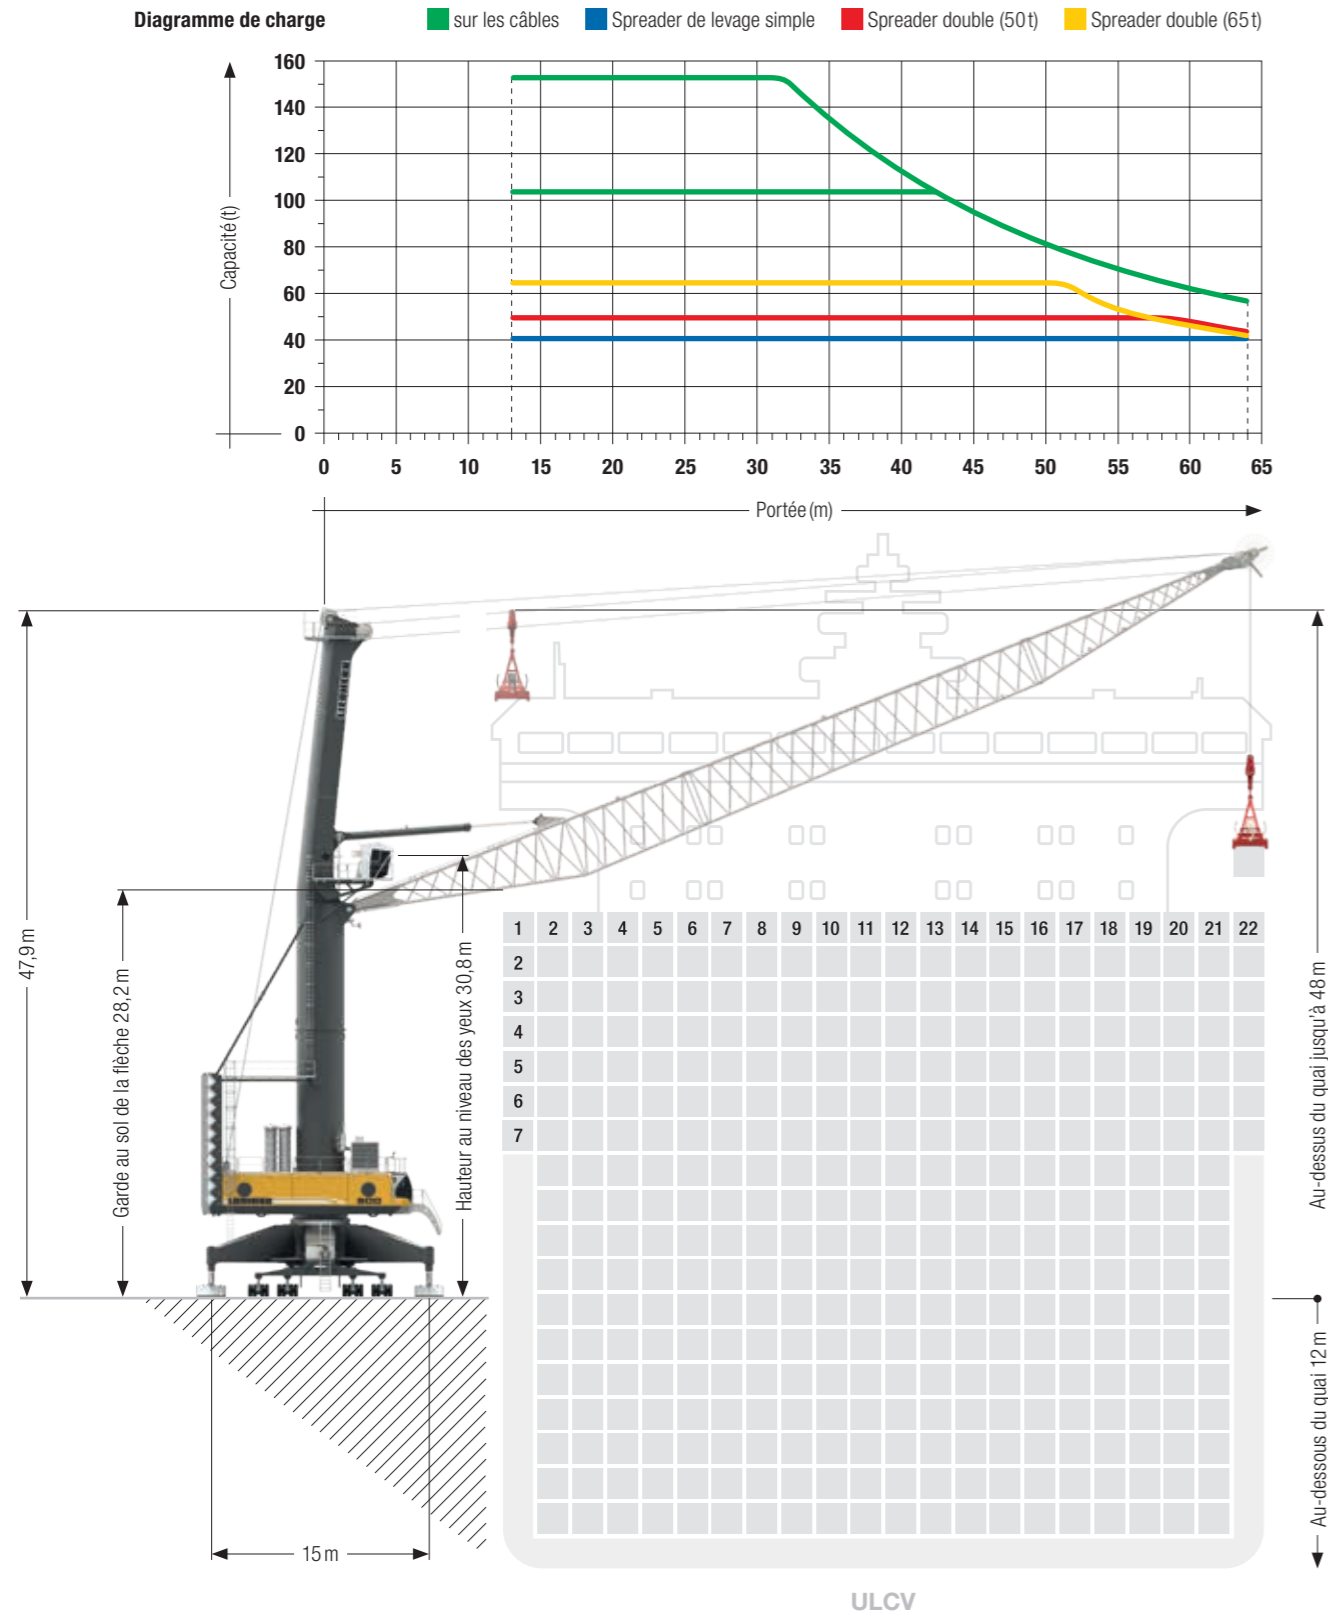 Diagramme de charge
sur les câbles
Spreader de levage simple
Spreader double (50 t)
Spreader double (65 t)
160
140
120
100
80
60
40
20
0
Capacité (t)
0 5 10 15 20 25 30 35 40 45 50 55 60 65
Portée (m)
47,9 m
Garde au sol de la flèche 28,2 m
Hauteur au niveau des yeux 30,8 m
Au-dessus du quai jusqu'à 48 m
Au-dessous du quai 12 m
1 2 3 4 5 6 7 8 9 10 11 12 13 14 15 16 17 18 19 20 21 22
2
3
4
5
6
7
15 m
ULCV